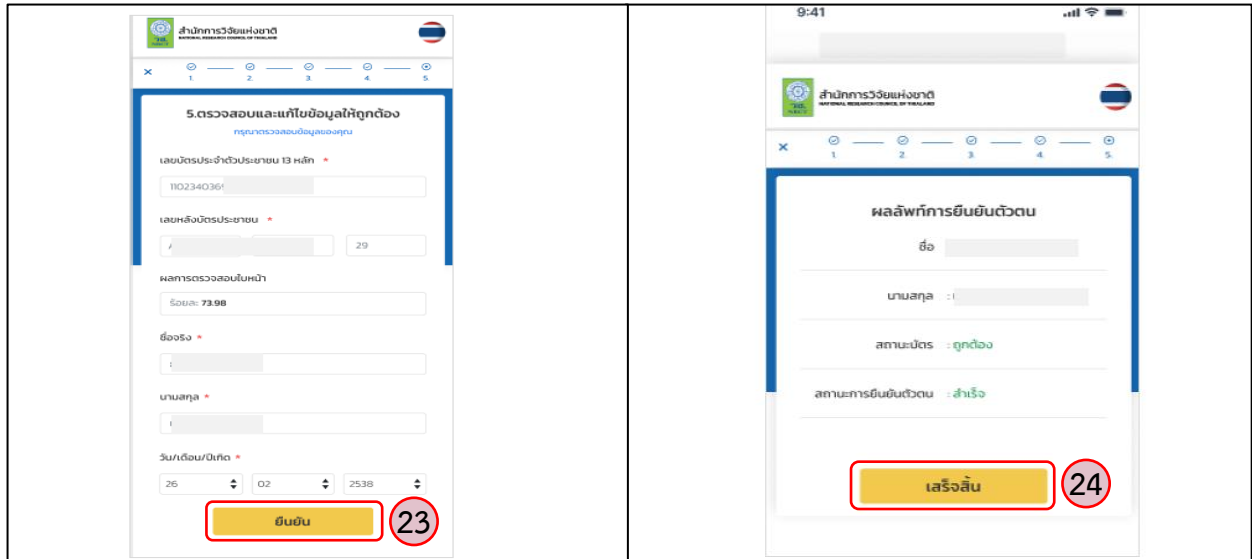 สำนักการวิจัยแห่งชาติ
NATIONAL RESEARCH COUNCIL OF THAILAND
วช.
NRCT
×
1. 2. 3. 4. 5.
5.ตรวจสอบและแก้ไขข้อมูลให้ถูกต้อง
กรุณาตรวจสอบข้อมูลของคุณ
เลขบัตรประจำตัวประชาชน 13 หลัก *
110234036
เลขหลังบัตรประชาชน *
29
ผลการตรวจสอบใบหน้า
ร้อยละ 73.98
ชื่อจริง *
นามสกุล *
วัน/เดือน/ปีเกิด *
26 02 2538
ยืนยัน 23
9:41
สำนักการวิจัยแห่งชาติ
NATIONAL RESEARCH COUNCIL OF THAILAND
วช.
NRCT
×
1. 2. 3. 4. 5.
ผลลัพท์การยืนยันตัวตน
ชื่อ
นามสกุล :
สถานะบัตร : ถูกต้อง
สถานะการยืนยันตัวตน : สำเร็จ
เสร็จสิ้น 24